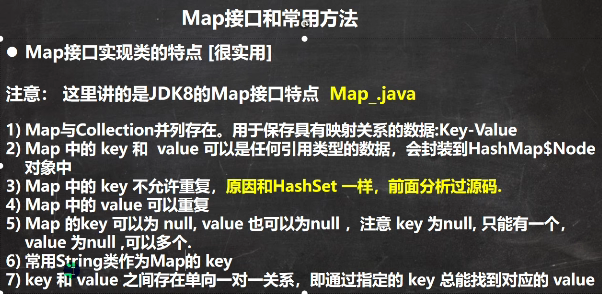 Map接口和常用方法
● Map接口实现类的特点 [很实用]
注意： 这里讲的是JDK8的Map接口特点 Map_.java
1) Map与Collection并列存在。用于保存具有映射关系的数据:Key-Value
2) Map 中的 key 和 value 可以是任何引用类型的数据，会封装到HashMap$Node
对象中
3) Map 中的 key 不允许重复，原因和HashSet 一样，前面分析过源码.
4) Map 中的 value 可以重复
5) Map 的key 可以为 null, value 也可以为null ，注意 key 为null, 只能有一个，
value 为null ,可以多个.
6) 常用String类作为Map的 key
7) key 和 value 之间存在单向一对一关系，即通过指定的 key 总能找到对应的 value